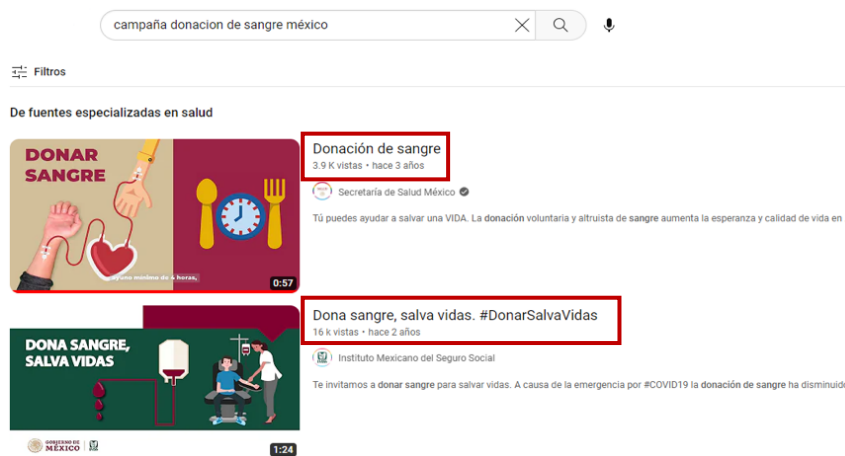 campaña donacion de sangre méxico
Filtros
De fuentes especializadas en salud
DONAR
SANGRE
ayuno mínimo de 4 horas,
0:57
Donación de sangre
3.9 K vistas • hace 3 años
Secretaría de Salud México
Tú puedes ayudar a salvar una VIDA. La donación voluntaria y altruista de sangre aumenta la esperanza y calidad de vida en
DONA SANGRE,
SALVA VIDAS
GOBIERNO DE
MÉXICO
1:24
Dona sangre, salva vidas. #DonarSalvaVidas
16 k vistas • hace 2 años
Instituto Mexicano del Seguro Social
Te invitamos a donar sangre para salvar vidas. A causa de la emergencia por #COVID19 la donación de sangre ha disminuido